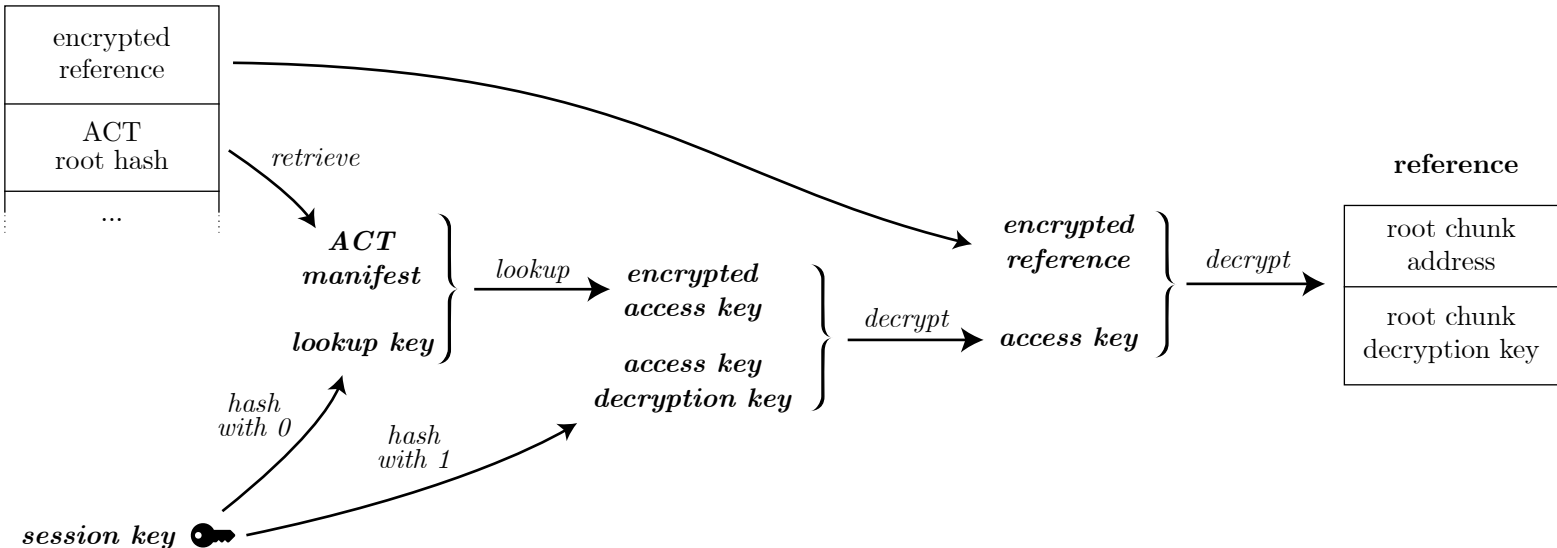 encrypted
reference
ACT
root hash
...
retrieve
ACT
manifest
lookup key
hash
with 0
session key
hash
with 1
lookup
encrypted
access key
access key
decryption key
decrypt
encrypted
reference
access key
decrypt
reference
root chunk
address
root chunk
decryption key